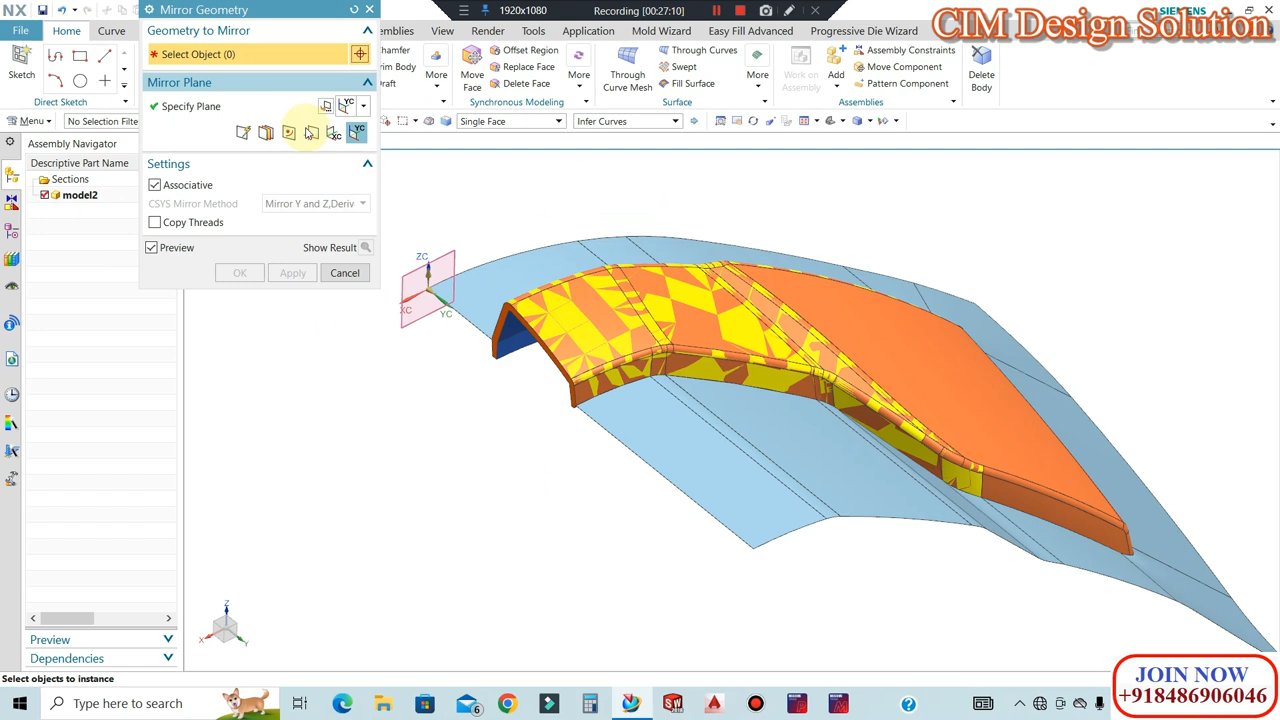 NX
Mirror Geometry
1920x1080
Recording [00:27:10]
SIEMENS
CIM Design Solution
File
Home
Curve
Geometry to Mirror
* Select Object (0)
Mirror Plane
Specify Plane
Settings
Associative
CSYS Mirror Method
Mirror Y and Z,Deriv
Copy Threads
Preview
Show Result
OK
Apply
Cancel
View
Render
Tools
Application
Mold Wizard
Easy Fill Advanced
Progressive Die Wizard
Sketch
Direct Sketch
Chamfer
More
Move Face
Offset Region
Replace Face
Delete Face
More
Synchronous Modeling
Through Curve Mesh
Through Curves
Swept
Fill Surface
More
Surface
Work on Assembly
Add
Assembly Constraints
Move Component
Pattern Component
Assemblies
Delete Body
Menu
No Selection Filter
Single Face
Infer Curves
Assembly Navigator
Descriptive Part Name
Sections
model2
ZC
XC
YC
Z
X
Y
Preview
Dependencies
Select objects to instance
Type here to search
JOIN NOW
+918486906046